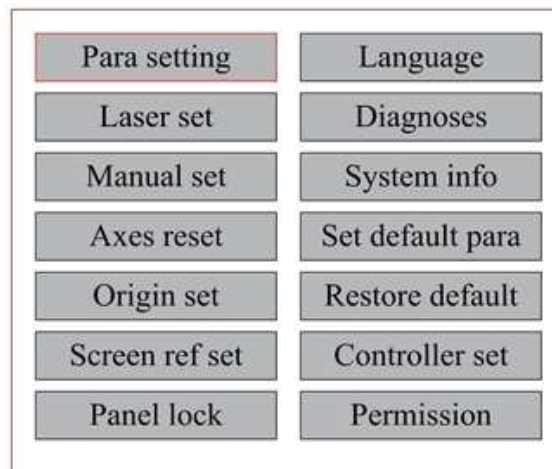 Para setting
Language
Laser set
Diagnoses
Manual set
System info
Axes reset
Set default para
Origin set
Restore default
Screen ref set
Controller set
Panel lock
Permission